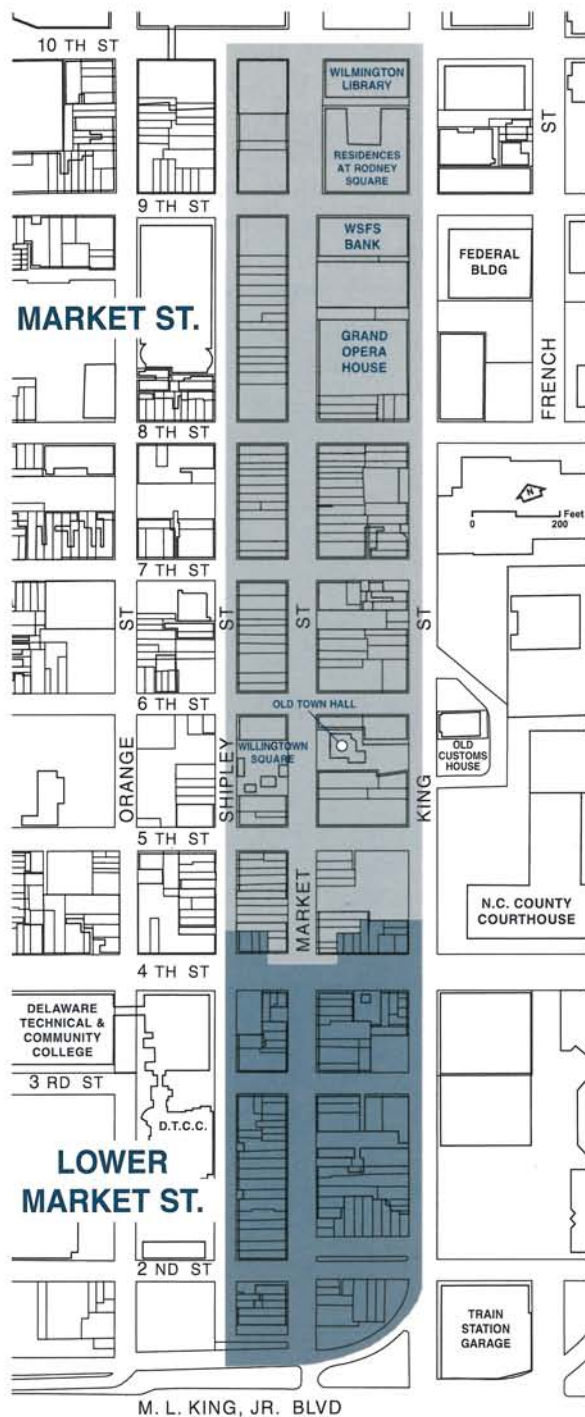 10 TH ST
WILMINGTON
LIBRARY
RESIDENCES
AT RODNEY
SQUARE
ST
9 TH ST
WSFS
BANK
FEDERAL
BLDG
MARKET ST.
GRAND
OPERA
HOUSE
FRENCH
8 TH ST
N
0 200 Feet
7 TH ST
ST
ST
ST
ST
6 TH ST
OLD TOWN HALL
WILLINGTOWN
SQUARE
OLD
CUSTOMS
HOUSE
ORANGE
SHIPLEY
KING
5 TH ST
MARKET
N.C. COUNTY
COURTHOUSE
4 TH ST
DELAWARE
TECHNICAL &
COMMUNITY
COLLEGE
3 RD ST
D.T.C.C.
LOWER
MARKET ST.
2 ND ST
TRAIN
STATION
GARAGE
M. L. KING, JR. BLVD